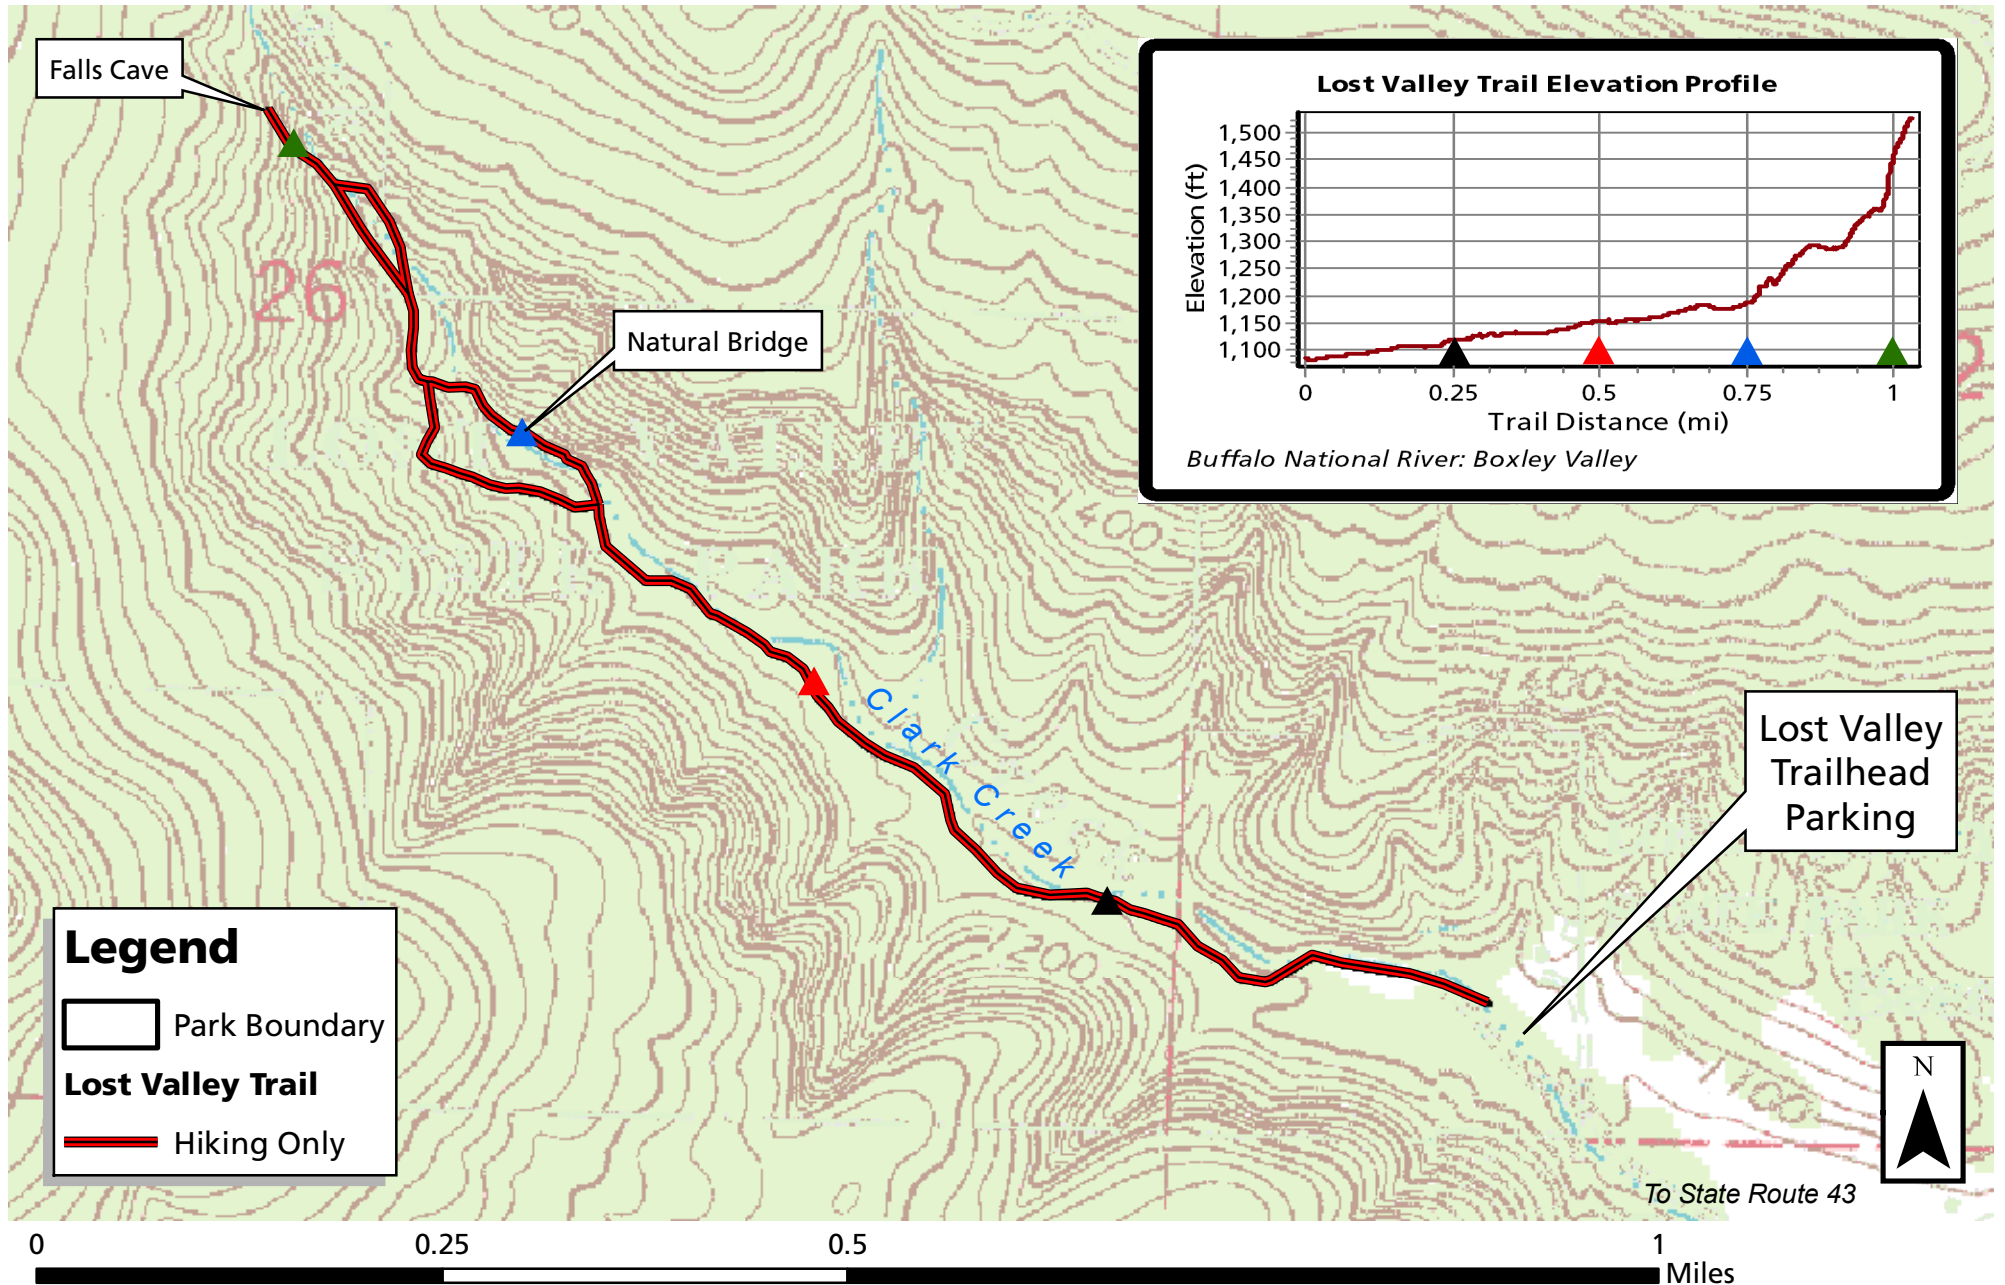 Falls Cave
Lost Valley Trail Elevation Profile
Elevation (ft)
1,500
1,450
1,400
1,350
1,300
1,250
1,200
1,150
1,100
0 0.25 0.5 0.75 1
Trail Distance (mi)
Buffalo National River: Boxley Valley
26
Natural Bridge
1400
Clark Creek
Lost Valley
Trailhead
Parking
1200
1100
Legend
Park Boundary
Lost Valley Trail
Hiking Only
N
To State Route 43
0 0.25 0.5 1
Miles